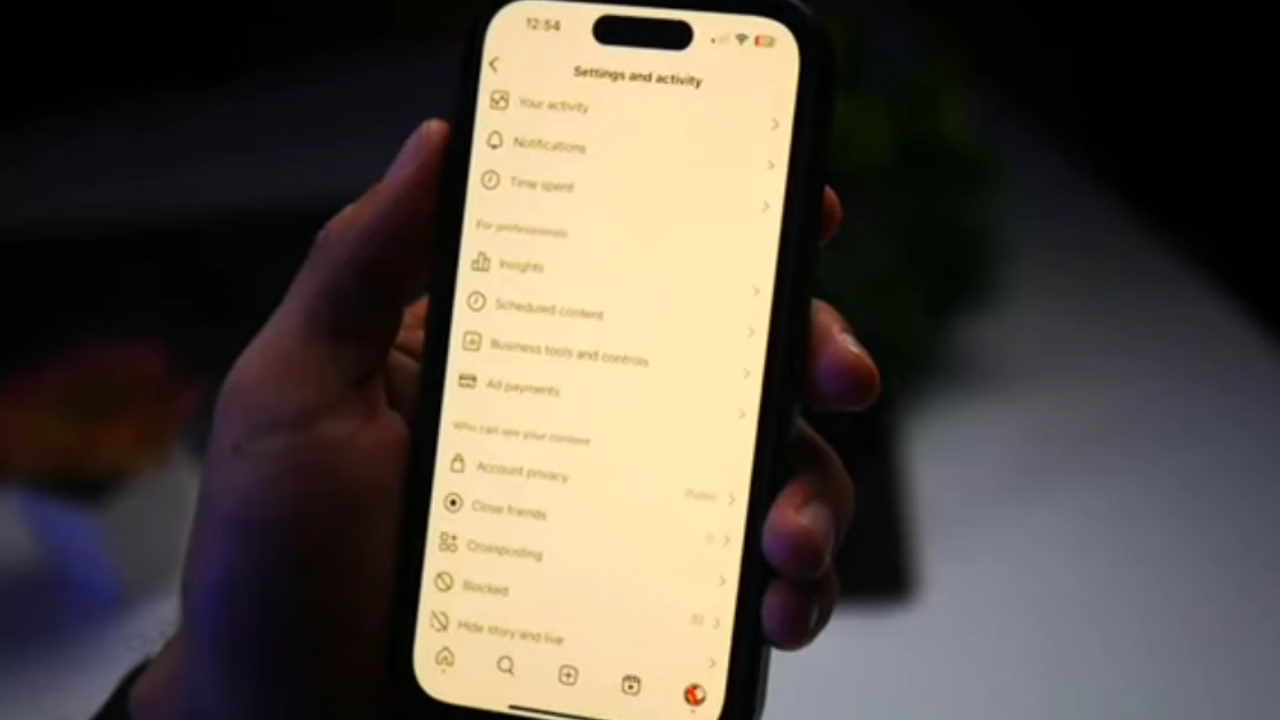 12:54
Settings and activity
Your activity
Notifications
Time spent
For professionals
Insights
Scheduled content
Business tools and controls
Ad payments
Who can see your content
Account privacy
Public
Close friends
0
Crossposting
Blocked
Hide story and live